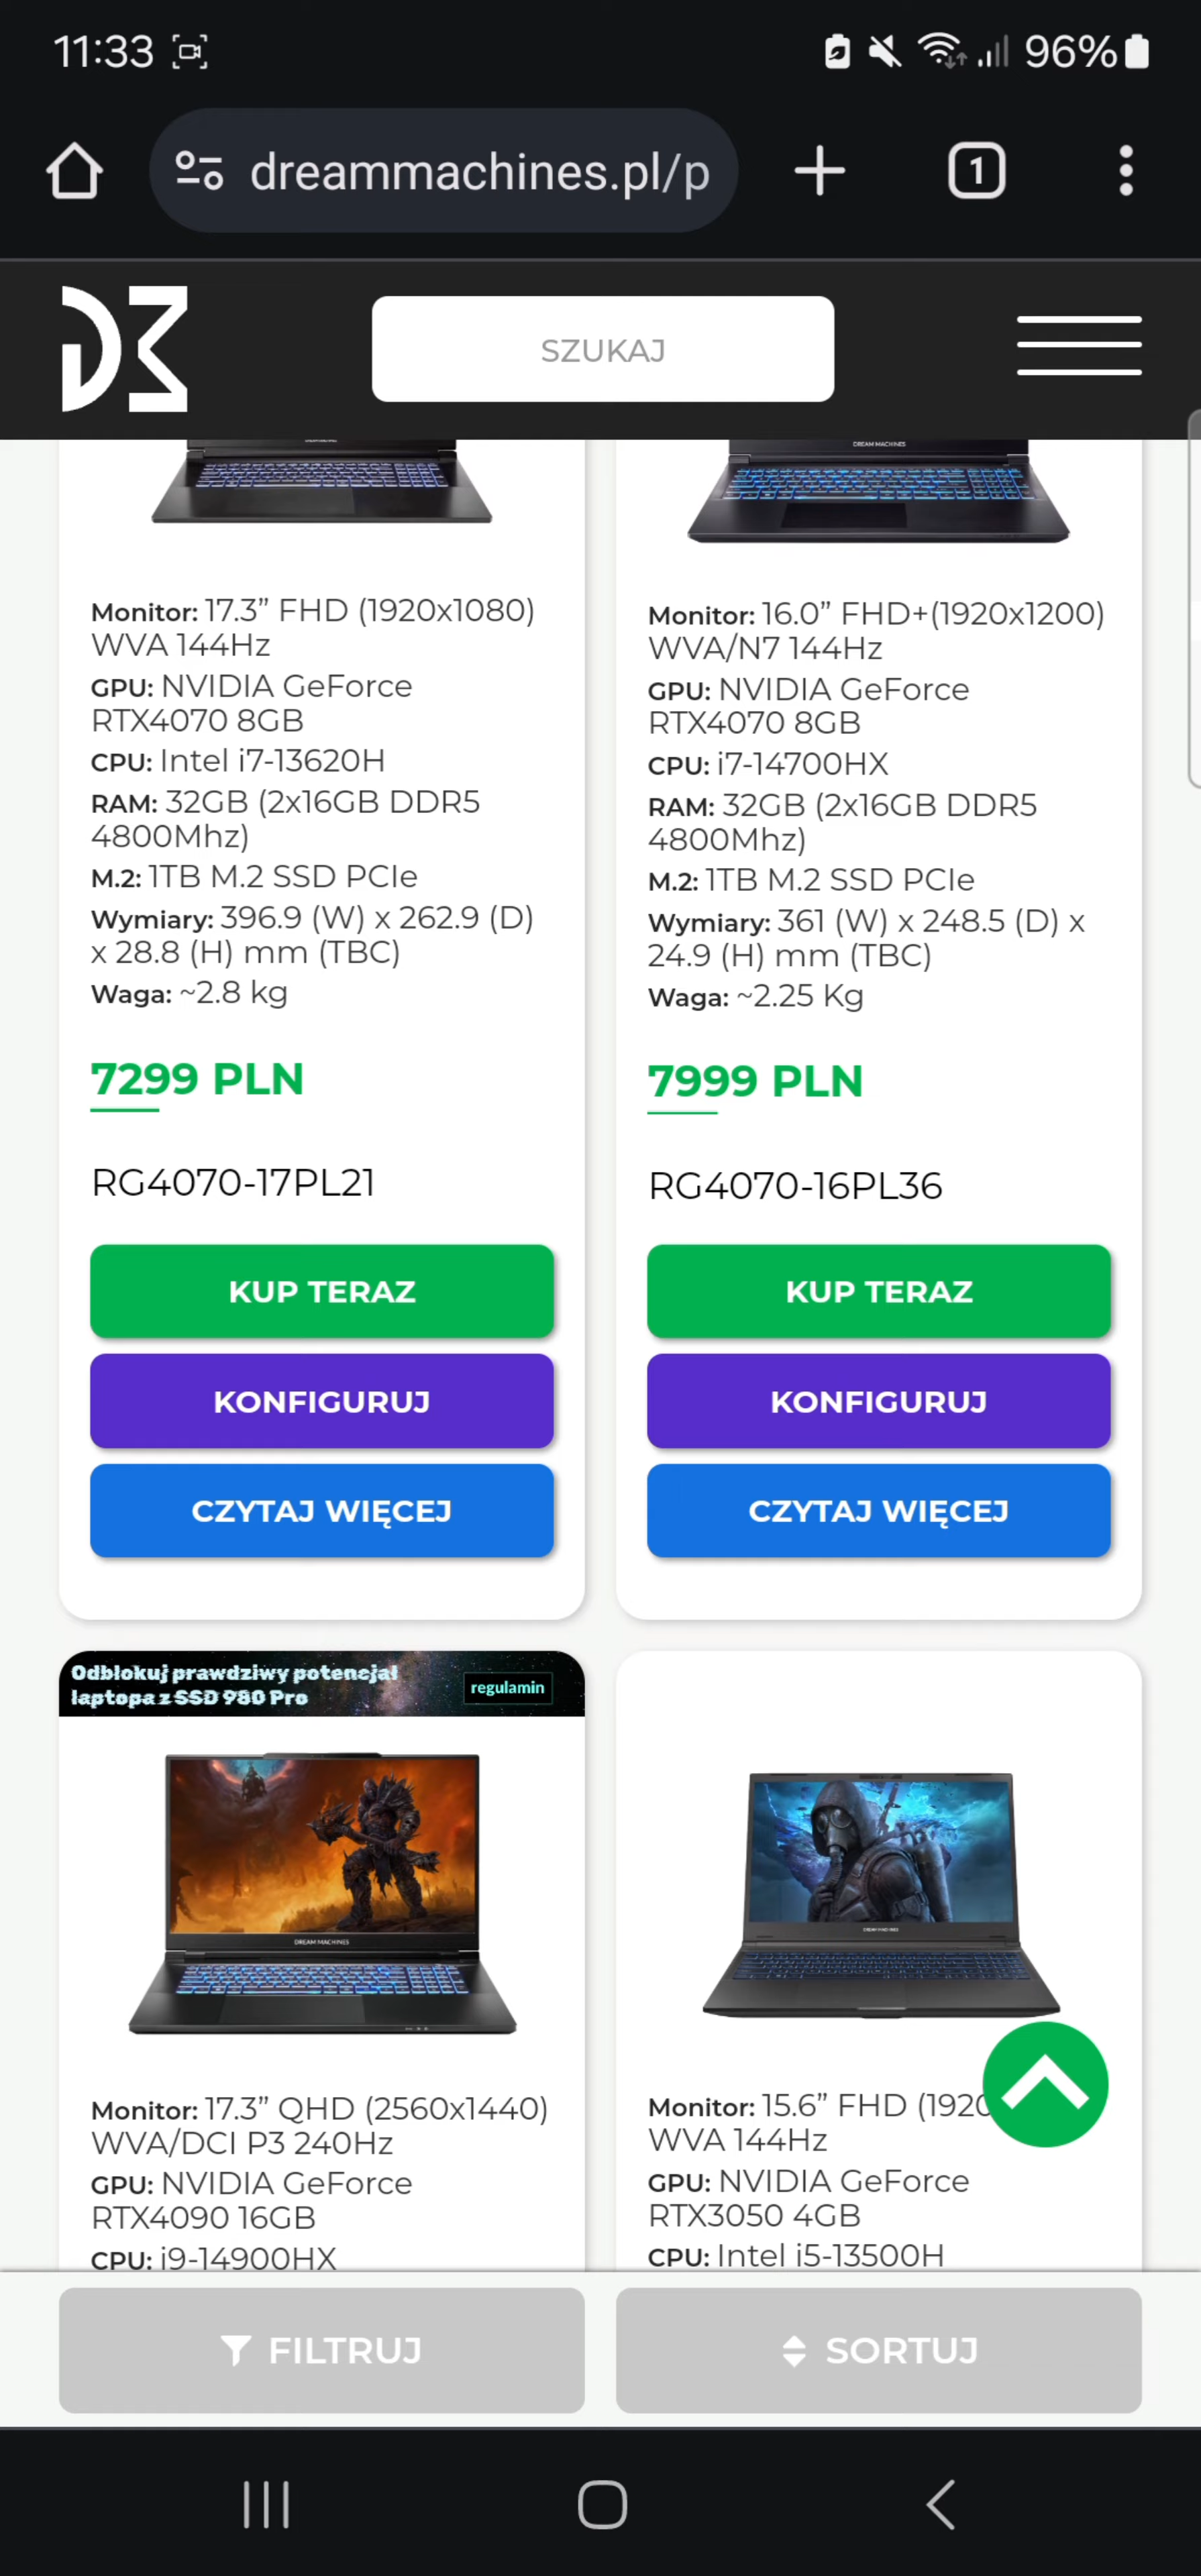 11:33
96%
dreammachines.pl/p
1
SZUKAJ
DREAM MACHINES
Monitor: 17.3” FHD (1920x1080)
WVA 144Hz
GPU: NVIDIA GeForce
RTX4070 8GB
CPU: Intel i7-13620H
RAM: 32GB (2x16GB DDR5
4800Mhz)
M.2: 1TB M.2 SSD PCIe
Wymiary: 396.9 (W) x 262.9 (D)
x 28.8 (H) mm (TBC)
Waga: ~2.8 kg
7299 PLN
RG4070-17PL21
KUP TERAZ
KONFIGURUJ
CZYTAJ WIĘCEJ
Monitor: 16.0” FHD+(1920x1200)
WVA/N7 144Hz
GPU: NVIDIA GeForce
RTX4070 8GB
CPU: i7-14700HX
RAM: 32GB (2x16GB DDR5
4800Mhz)
M.2: 1TB M.2 SSD PCIe
Wymiary: 361 (W) x 248.5 (D) x
24.9 (H) mm (TBC)
Waga: ~2.25 Kg
7999 PLN
RG4070-16PL36
KUP TERAZ
KONFIGURUJ
CZYTAJ WIĘCEJ
Odblokuj prawdziwy potencjał
laptopa z SSD 980 Pro
regulamin
DREAM MACHINES
Monitor: 17.3” QHD (2560x1440)
WVA/DCI P3 240Hz
GPU: NVIDIA GeForce
RTX4090 16GB
CPU: i9-14900HX
DREAM MACHINES
Monitor: 15.6” FHD (1920
WVA 144Hz
GPU: NVIDIA GeForce
RTX3050 4GB
CPU: Intel i5-13500H
FILTRUJ
SORTUJ